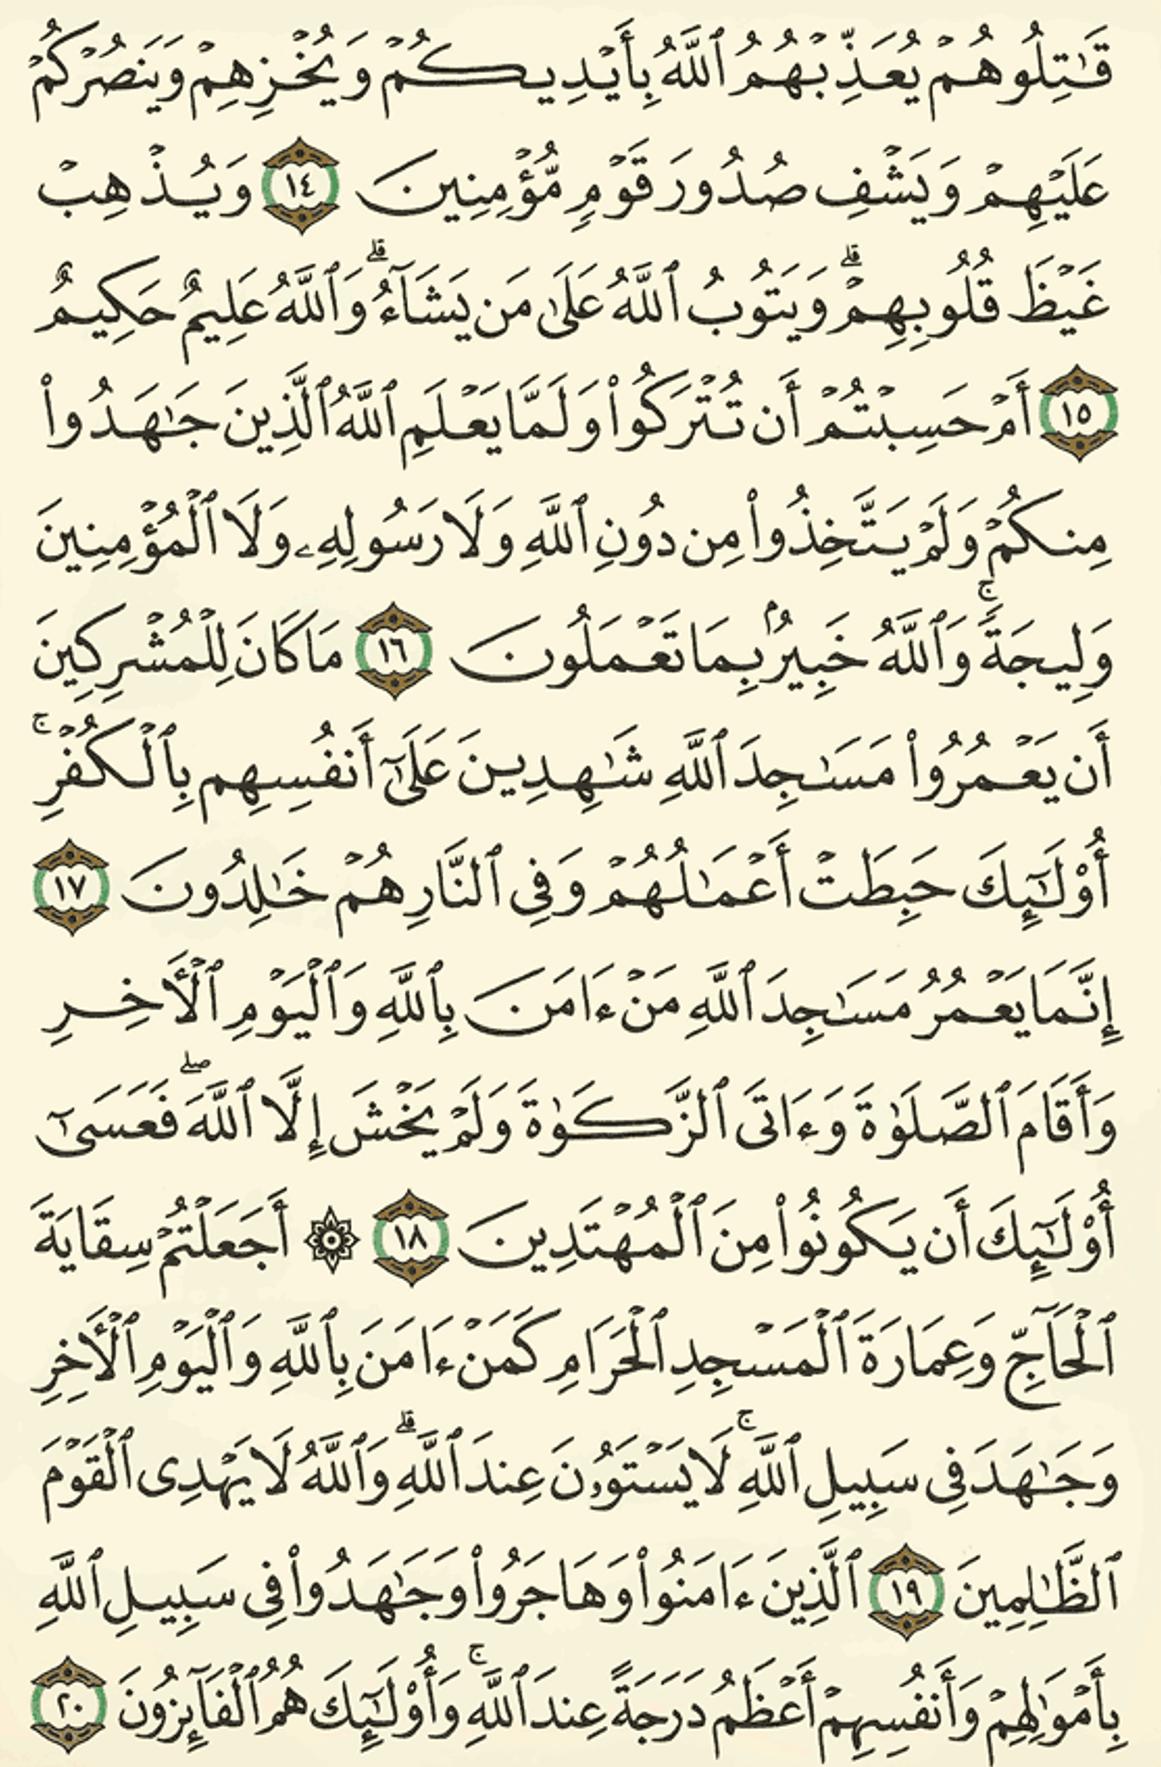 قَٰتِلُوهُمۡ يُعَذِّبۡهُمُ ٱللَّهُ بِأَيۡدِيكُمۡ وَيُخۡزِهِمۡ وَيَنصُرۡكُمۡ
عَلَيۡهِمۡ وَيَشۡفِ صُدُورَ قَوۡمٖ مُّؤۡمِنِينَ ١٤ وَيُذۡهِبۡ
غَيۡظَ قُلُوبِهِمۡۗ وَيَتُوبُ ٱللَّهُ عَلَىٰ مَن يَشَآءُۗ وَٱللَّهُ عَلِيمٌ حَكِيمٌ
١٥ أَمۡ حَسِبۡتُمۡ أَن تُتۡرَكُواْ وَلَمَّا يَعۡلَمِ ٱللَّهُ ٱلَّذِينَ جَٰهَدُواْ
مِنكُمۡ وَلَمۡ يَتَّخِذُواْ مِن دُونِ ٱللَّهِ وَلَا رَسُولِهِۦ وَلَا ٱلۡمُؤۡمِنِينَ
وَلِيجَةٗۚ وَٱللَّهُ خَبِيرُۢ بِمَا تَعۡمَلُونَ ١٦ مَا كَانَ لِلۡمُشۡرِكِينَ
أَن يَعۡمُرُواْ مَسَٰجِدَ ٱللَّهِ شَٰهِدِينَ عَلَىٰٓ أَنفُسِهِم بِٱلۡكُفۡرِۚ
أُوْلَٰٓئِكَ حَبِطَتۡ أَعۡمَٰلُهُمۡ وَفِي ٱلنَّارِ هُمۡ خَٰلِدُونَ ١٧
إِنَّمَا يَعۡمُرُ مَسَٰجِدَ ٱللَّهِ مَنۡ ءَامَنَ بِٱللَّهِ وَٱلۡيَوۡمِ ٱلۡأٓخِرِ
وَأَقَامَ ٱلصَّلَوٰةَ وَءَاتَى ٱلزَّكَوٰةَ وَلَمۡ يَخۡشَ إِلَّا ٱللَّهَۖ فَعَسَىٰٓ
أُوْلَٰٓئِكَ أَن يَكُونُواْ مِنَ ٱلۡمُهۡتَدِينَ ١٨ ۞ أَجَعَلۡتُمۡ سِقَايَةَ
ٱلۡحَآجِّ وَعِمَارَةَ ٱلۡمَسۡجِدِ ٱلۡحَرَامِ كَمَنۡ ءَامَنَ بِٱللَّهِ وَٱلۡيَوۡمِ ٱلۡأٓخِرِ
وَجَٰهَدَ فِي سَبِيلِ ٱللَّهِۚ لَا يَسۡتَوُۥنَ عِندَ ٱللَّهِۗ وَٱللَّهُ لَا يَهۡدِي ٱلۡقَوۡمَ
ٱلظَّٰلِمِينَ ١٩ ٱلَّذِينَ ءَامَنُواْ وَهَاجَرُواْ وَجَٰهَدُواْ فِي سَبِيلِ ٱللَّهِ
بِأَمۡوَٰلِهِمۡ وَأَنفُسِهِمۡ أَعۡظَمُ دَرَجَةً عِندَ ٱللَّهِۚ وَأُوْلَٰٓئِكَ هُمُ ٱلۡفَآئِزُونَ ٢٠